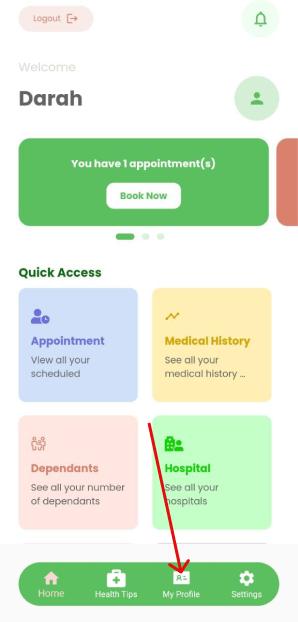 Logout
Welcome
Darah
You have 1 appointment(s)
Book Now
Quick Access
Appointment
View all your
scheduled
Medical History
See all your
medical history ...
Dependants
See all your number
of dependants
Hospital
See all your
hospitals
Home
Health Tips
My Profile
Settings